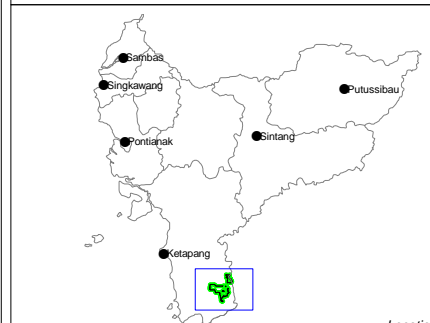 Sambas
Singkawang
Putussibau
Sintang
Pontianak
Ketapang